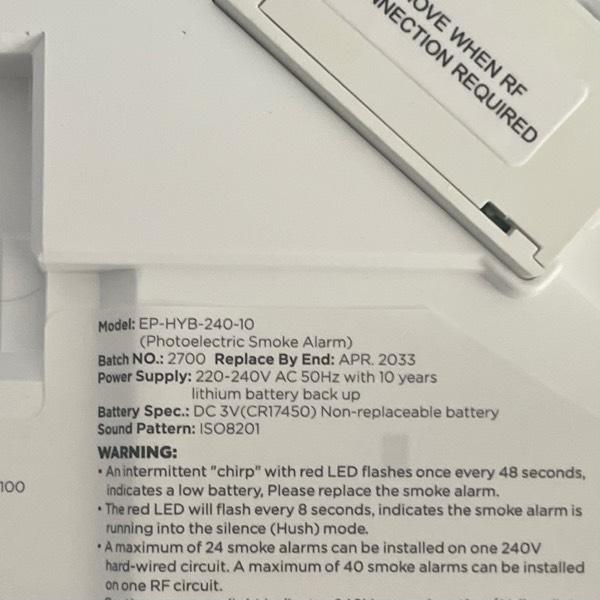 OVE WHEN RF
NNECTION REQUIRED
Model: EP-HYB-240-10
(Photoelectric Smoke Alarm)
Batch NO.: 2700 Replace By End: APR. 2033
Power Supply: 220-240V AC 50Hz with 10 years
lithium battery back up
Battery Spec.: DC 3V(CR17450) Non-replaceable battery
Sound Pattern: ISO8201
WARNING:
• An intermittent "chirp" with red LED flashes once every 48 seconds,
indicates a low battery, Please replace the smoke alarm.
• The red LED will flash every 8 seconds, indicates the smoke alarm is
running into the silence (Hush) mode.
100
• A maximum of 24 smoke alarms can be installed on one 240V
hard-wired circuit. A maximum of 40 smoke alarms can be installed
on one RF circuit.